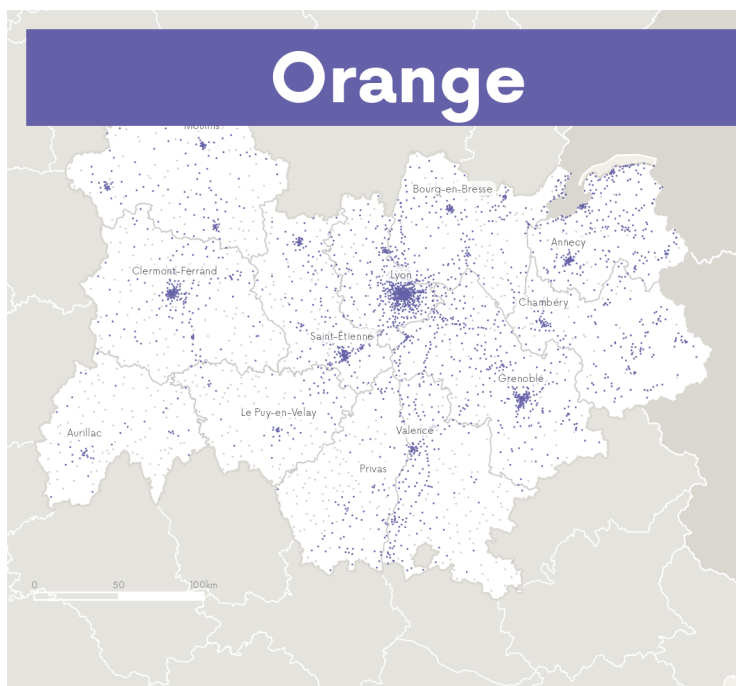 Orange
Moulins
Bourg-en-Bresse
Annecy
Clermont-Ferrand
Lyon
Chambéry
Saint-Étienne
Grenoble
Le Puy-en-Velay
Aurillac
Valence
Privas
0 50 100km